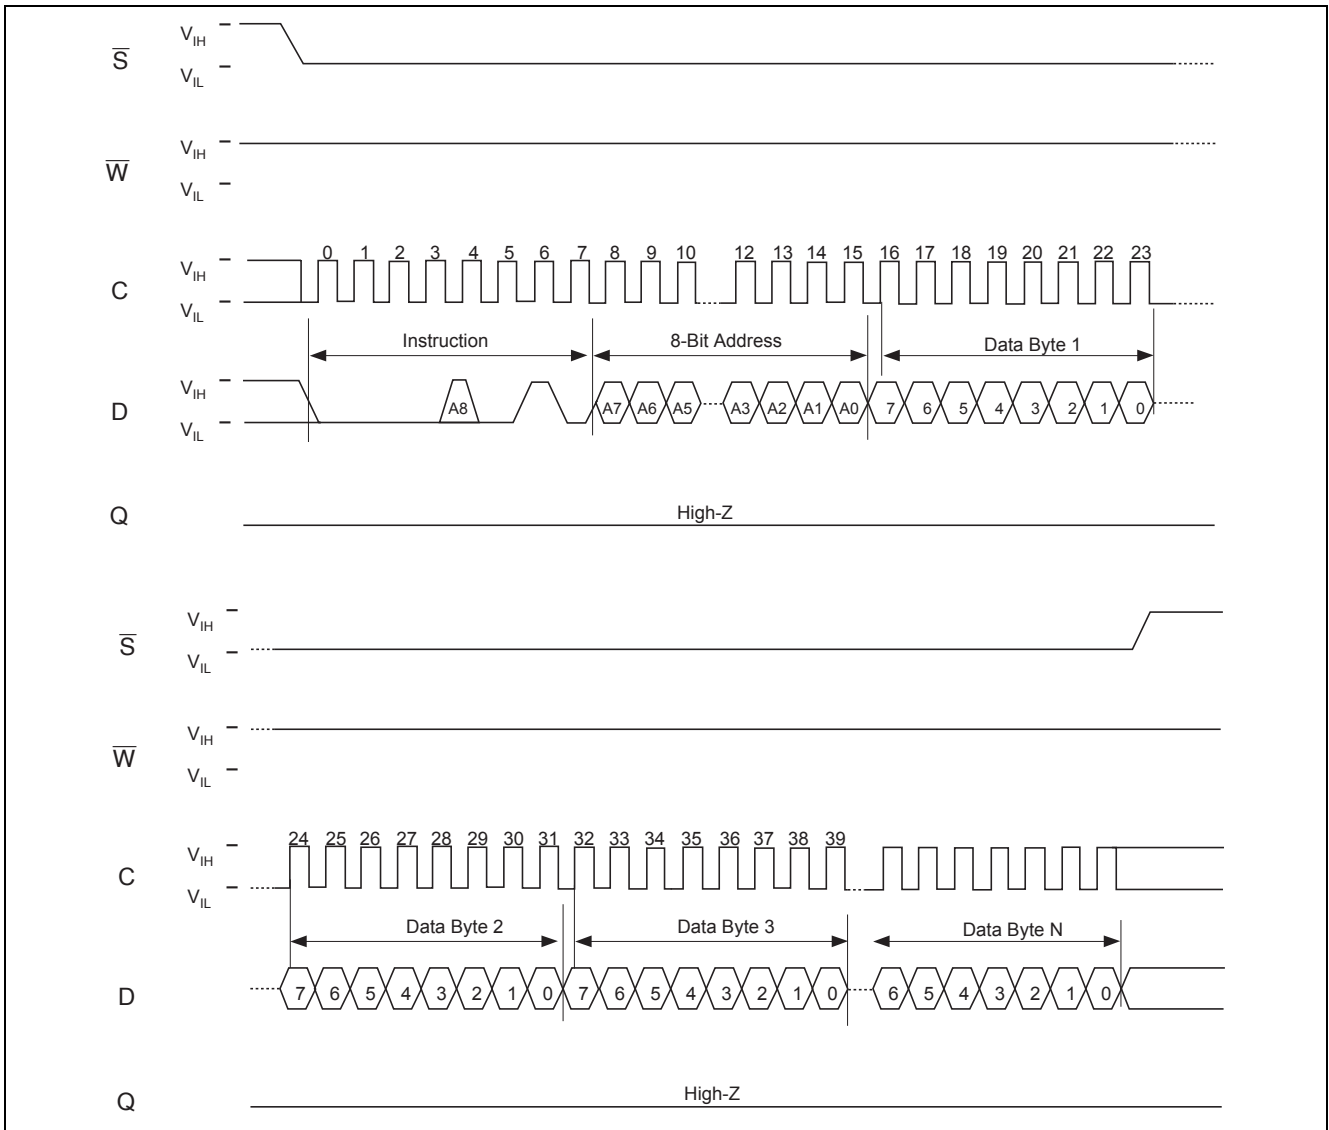 S̅ V_IH
V_IL
W̅ V_IH
V_IL
0 1 2 3 4 5 6 7 8 9 10 12 13 14 15 16 17 18 19 20 21 22 23
C V_IH
V_IL
Instruction 8-Bit Address Data Byte 1
D V_IH
V_IL
A8 A7 A6 A5 A3 A2 A1 A0 7 6 5 4 3 2 1 0
Q High-Z
S̅ V_IH
V_IL
W̅ V_IH
V_IL
24 25 26 27 28 29 30 31 32 33 34 35 36 37 38 39
C V_IH
V_IL
Data Byte 2 Data Byte 3 Data Byte N
D 7 6 5 4 3 2 1 0 7 6 5 4 3 2 1 0 6 5 4 3 2 1 0
Q High-Z